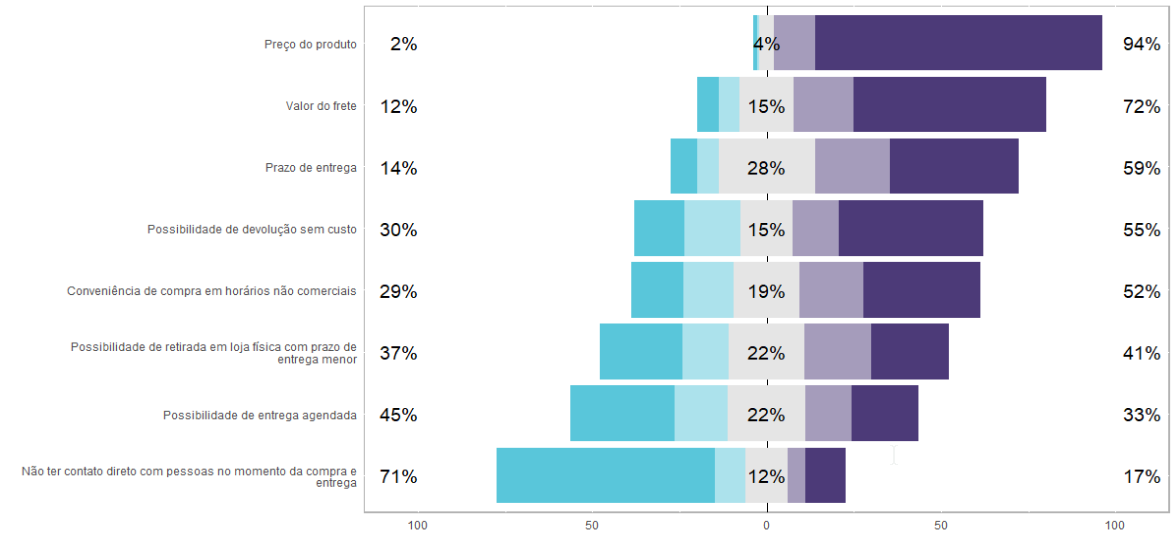 Preço do produto 2% 4% 94%
Valor do frete 12% 15% 72%
Prazo de entrega 14% 28% 59%
Possibilidade de devolução sem custo 30% 15% 55%
Conveniência de compra em horários não comerciais 29% 19% 52%
Possibilidade de retirada em loja física com prazo de
entrega menor 37% 22% 41%
Possibilidade de entrega agendada 45% 22% 33%
Não ter contato direto com pessoas no momento da compra e
entrega 71% 12% 17%
100 50 0 50 100